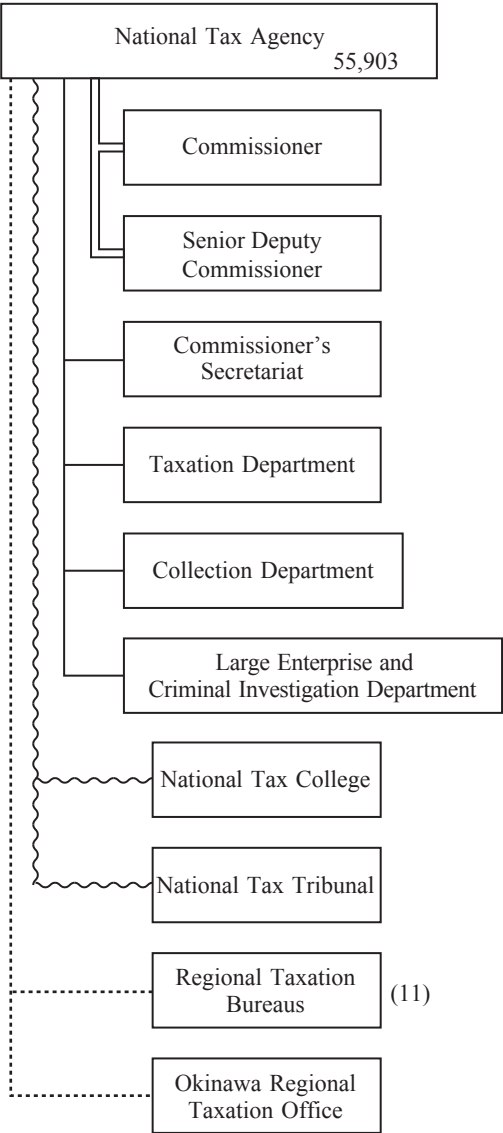 National Tax Agency
55,903
Commissioner
Senior Deputy
Commissioner
Commissioner's
Secretariat
Taxation Department
Collection Department
Large Enterprise and
Criminal Investigation Department
National Tax College
National Tax Tribunal
Regional Taxation
Bureaus
(11)
Okinawa Regional
Taxation Office